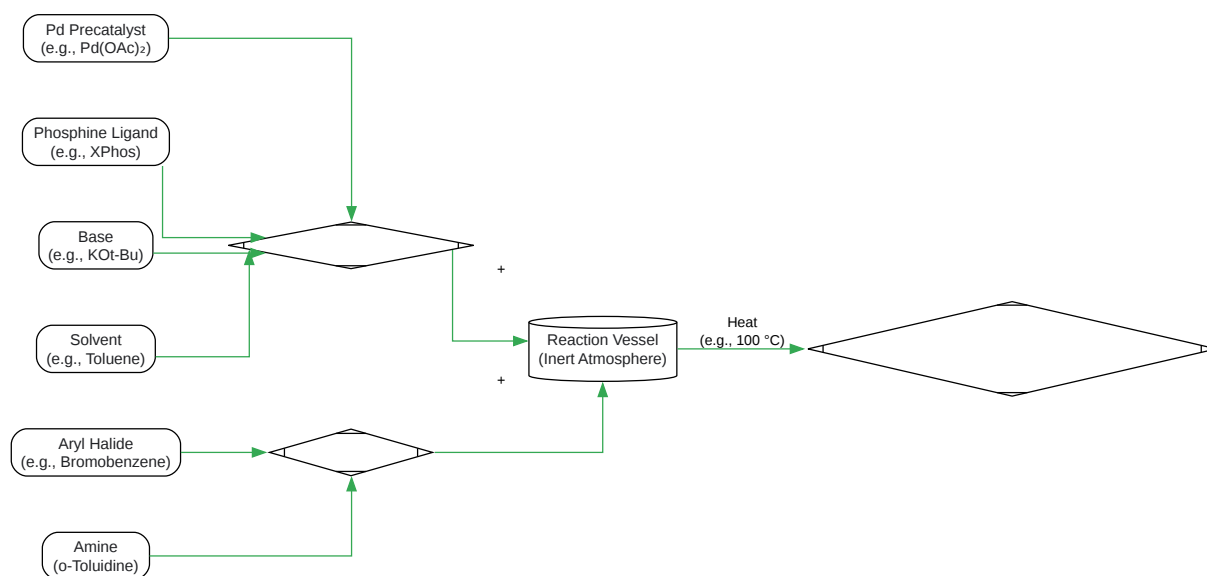 Pd Precatalyst
(e.g., Pd(OAc)₂)
Phosphine Ligand
(e.g., XPhos)
Base
(e.g., KOt-Bu)
+
Solvent
(e.g., Toluene)
Reaction Vessel
(Inert Atmosphere)
Heat
(e.g., 100 °C)
+
Aryl Halide
(e.g., Bromobenzene)
Amine
(o-Toluidine)